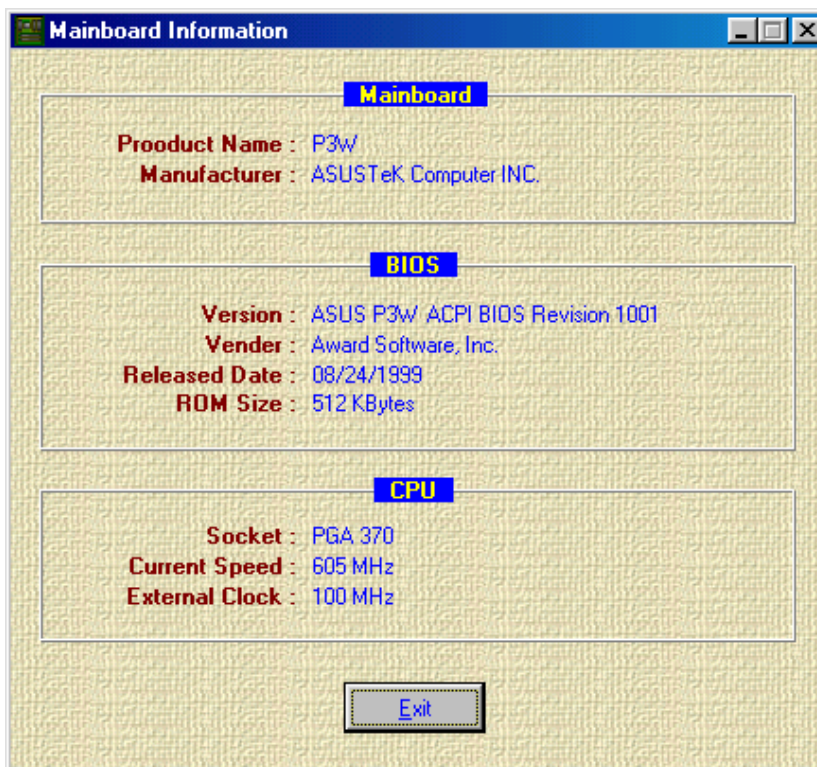 Mainboard Information
Mainboard
Prooduct Name : P3W
Manufacturer : ASUSTeK Computer INC.
BIOS
Version : ASUS P3W ACPI BIOS Revision 1001
Vender : Award Software, Inc.
Released Date : 08/24/1999
ROM Size : 512 KBytes
CPU
Socket : PGA 370
Current Speed : 605 MHz
External Clock : 100 MHz
Exit